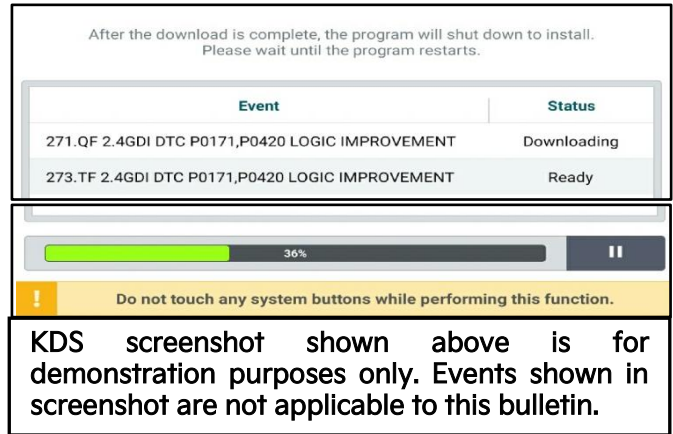 After the download is complete, the program will shut down to install.
Please wait until the program restarts.
Event Status
271.QF 2.4GDI DTC P0171,P0420 LOGIC IMPROVEMENT Downloading
273.TF 2.4GDI DTC P0171,P0420 LOGIC IMPROVEMENT Ready
36%
! Do not touch any system buttons while performing this function.
KDS screenshot shown above is for
demonstration purposes only. Events shown in
screenshot are not applicable to this bulletin.